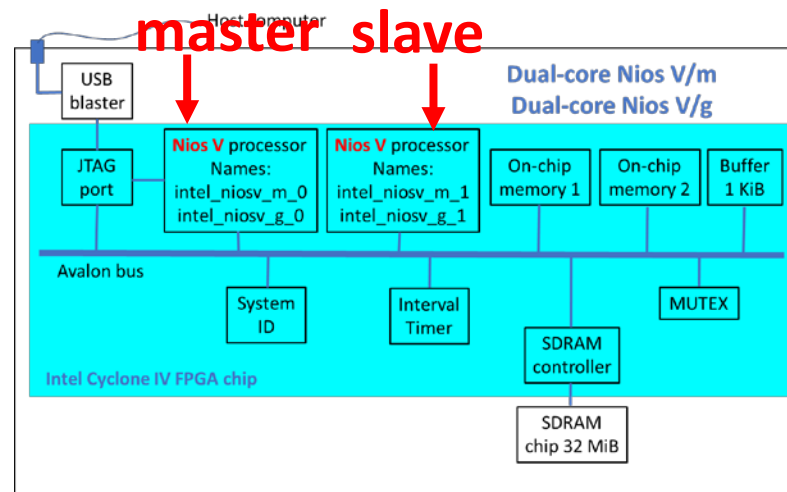 Host computer
master slave
USB
blaster
Dual-core Nios V/m
Dual-core Nios V/g
JTAG
port
Nios V processor
Names:
intel_niosv_m_0
intel_niosv_g_0
Nios V processor
Names:
intel_niosv_m_1
intel_niosv_g_1
On-chip
memory 1
On-chip
memory 2
Buffer
1 KiB
Avalon bus
System
ID
Interval
Timer
MUTEX
SDRAM
controller
Intel Cyclone IV FPGA chip
SDRAM
chip 32 MiB